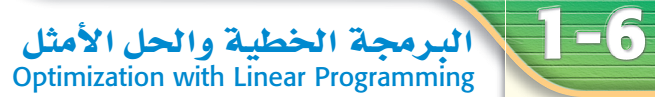 1-6
البرمجة الخطية والحل الأمثل
Optimization with Linear Programming